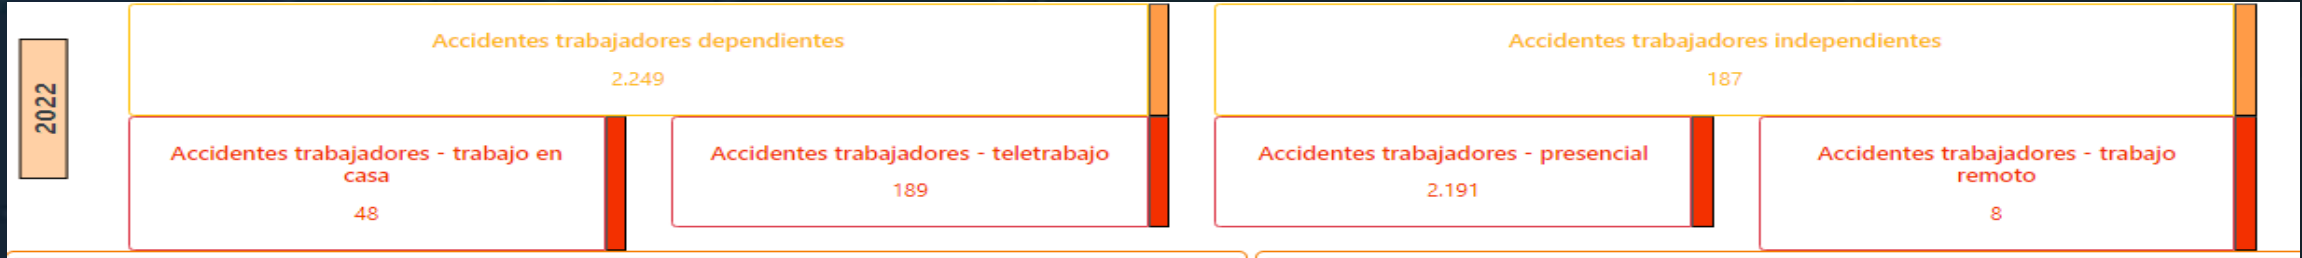 2022
Accidentes trabajadores dependientes
2.249
Accidentes trabajadores independientes
187
Accidentes trabajadores - trabajo en
casa
48
Accidentes trabajadores - teletrabajo
189
Accidentes trabajadores - presencial
2.191
Accidentes trabajadores - trabajo
remoto
8